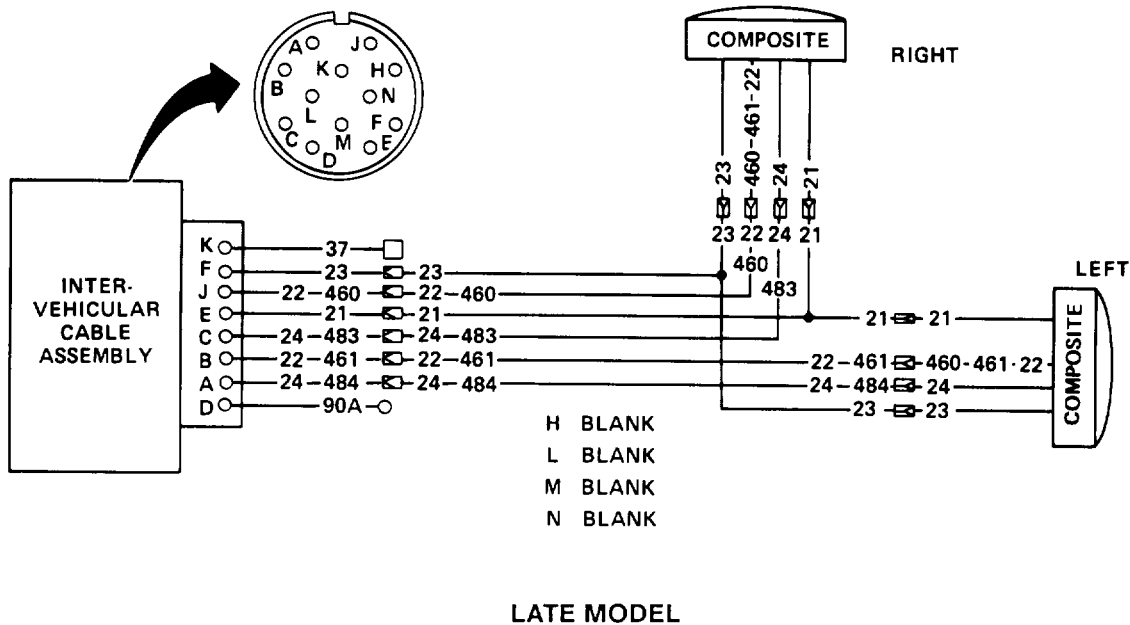 A J
K H
B N
L
C M F
D E
COMPOSITE
RIGHT
23 460-461-22 24 21
23 22 24 21
460
483
INTER-
VEHICULAR
CABLE
ASSEMBLY
K 37
F 23 23
J 22-460 22-460
E 21 21
C 24-483 24-483
B 22-461 22-461
A 24-484 24-484
D 90A
LEFT
21 21
22-461 460-461-22
24-484 24
23 23
COMPOSITE
H BLANK
L BLANK
M BLANK
N BLANK
LATE MODEL